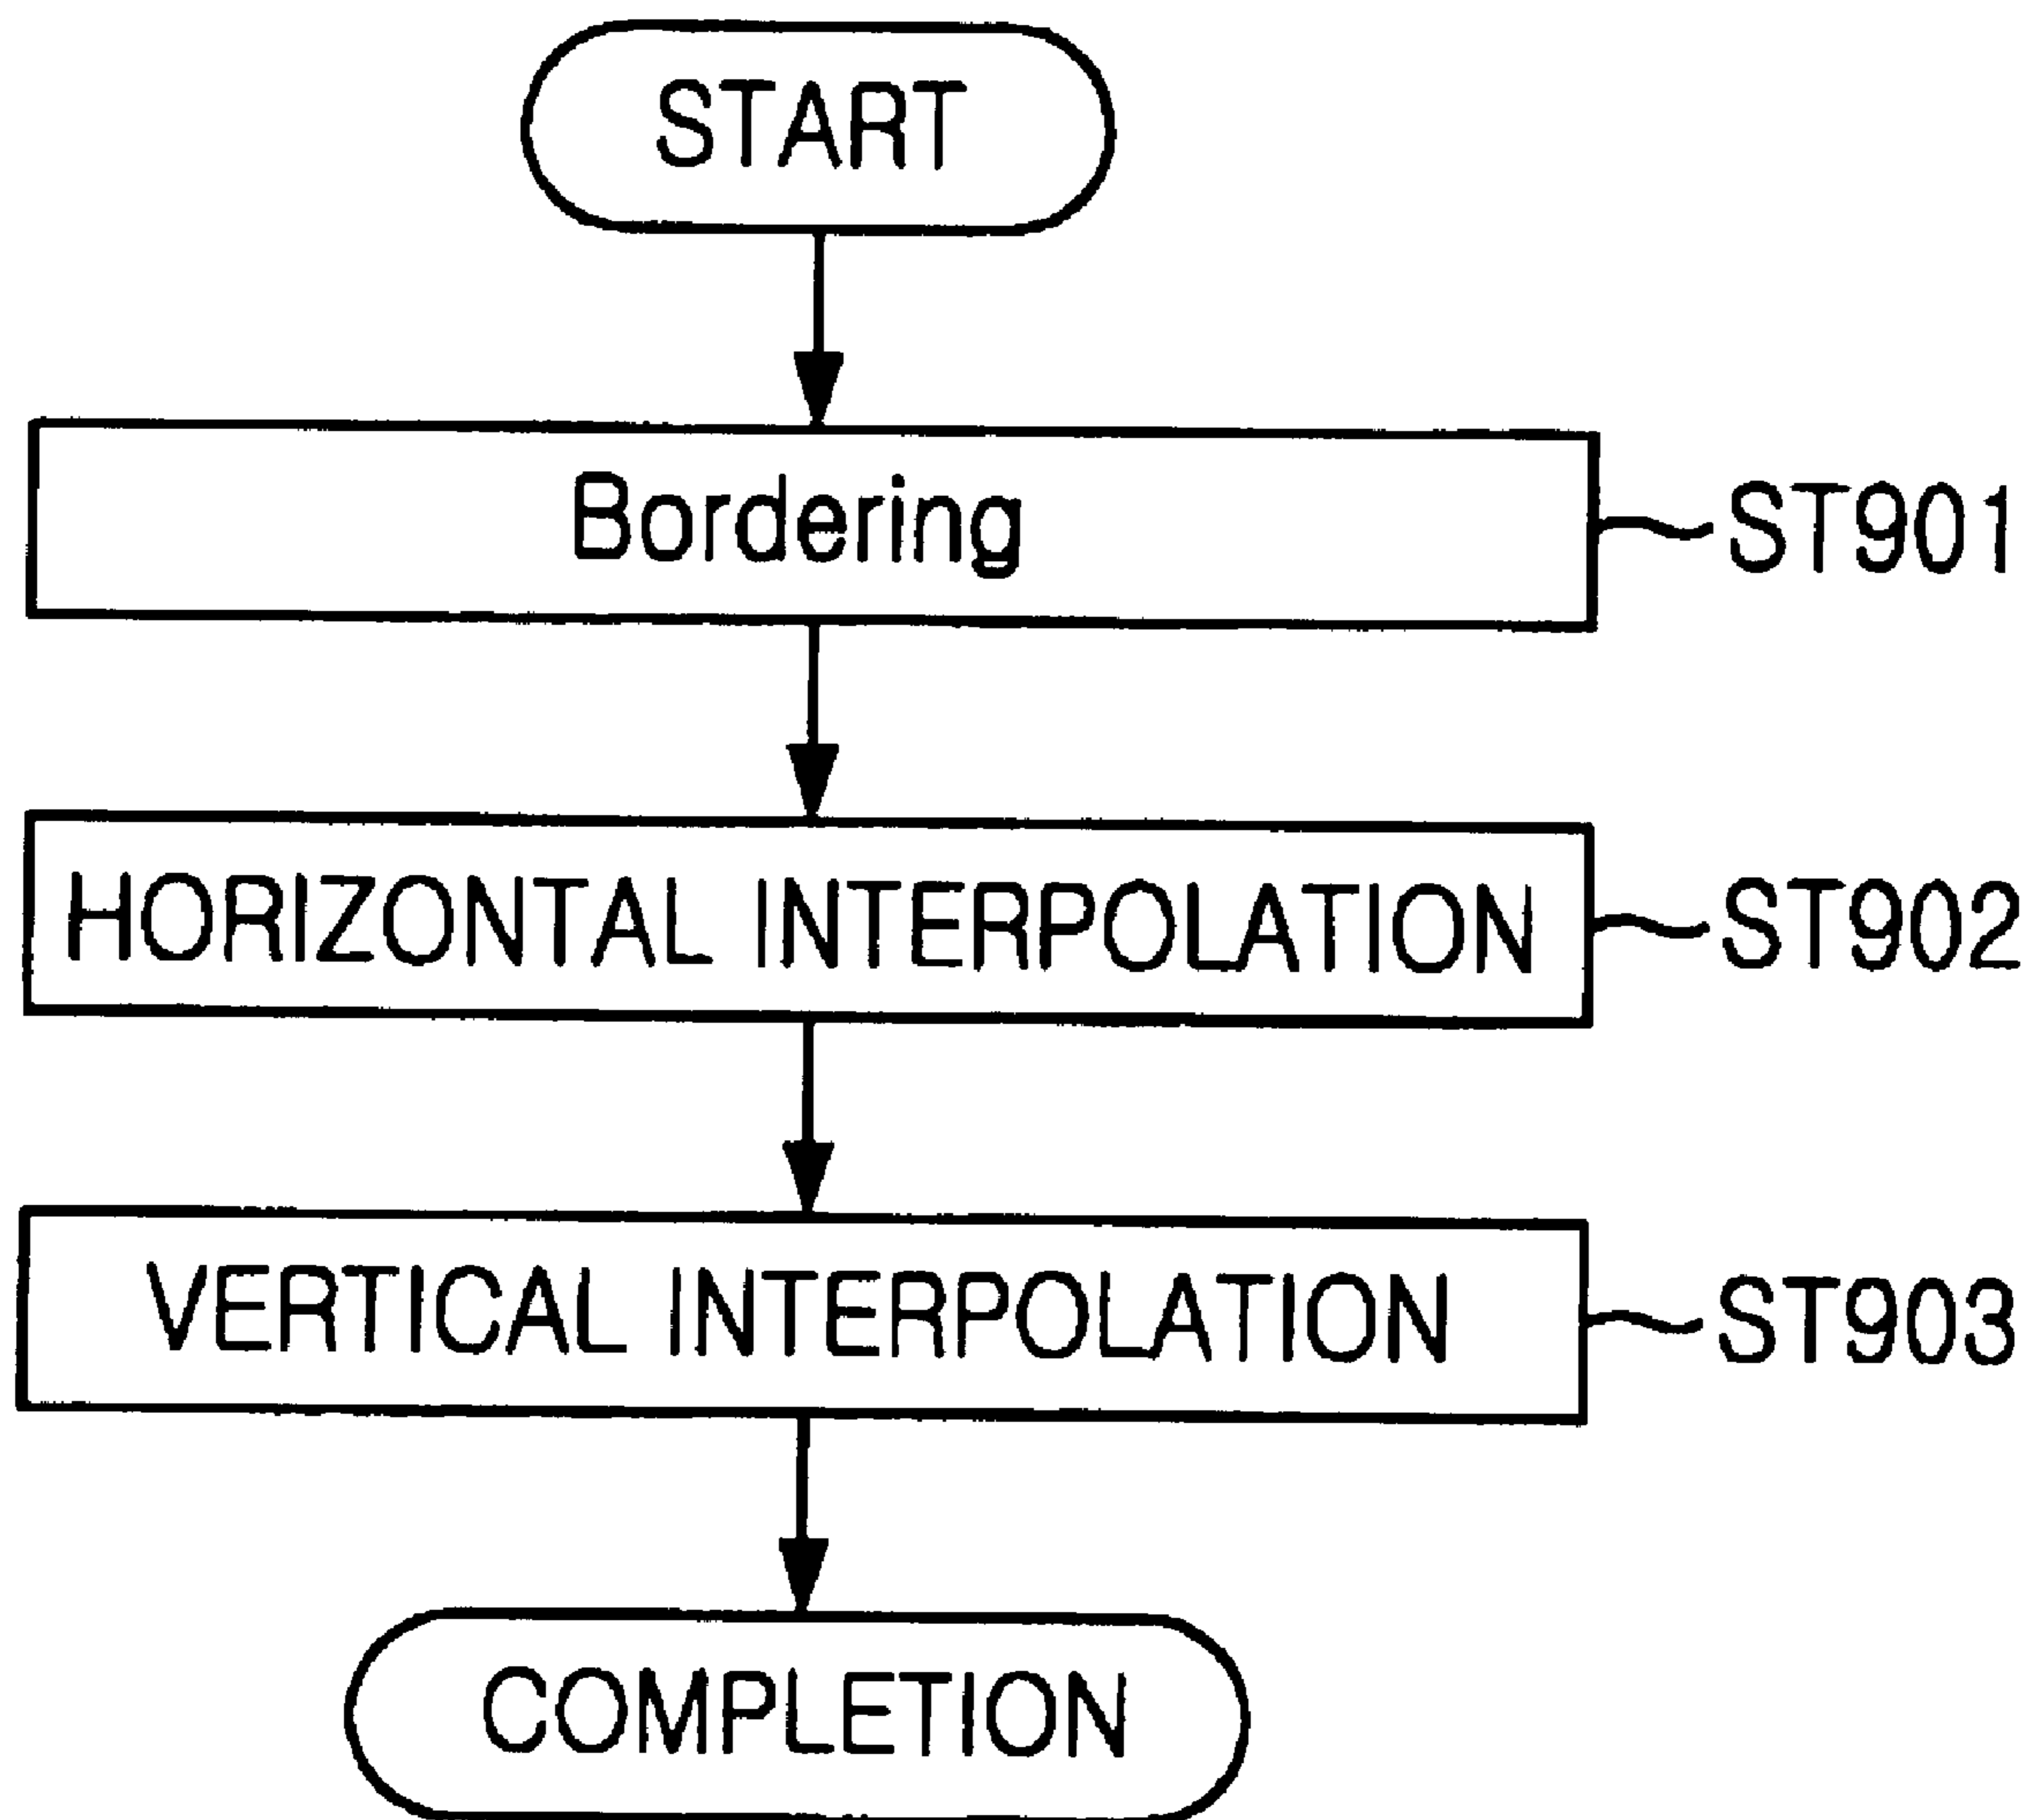 START
Bordering
ST901
HORIZONTAL INTERPOLATION
ST902
VERTICAL INTERPOLATION
ST903
COMPLETION